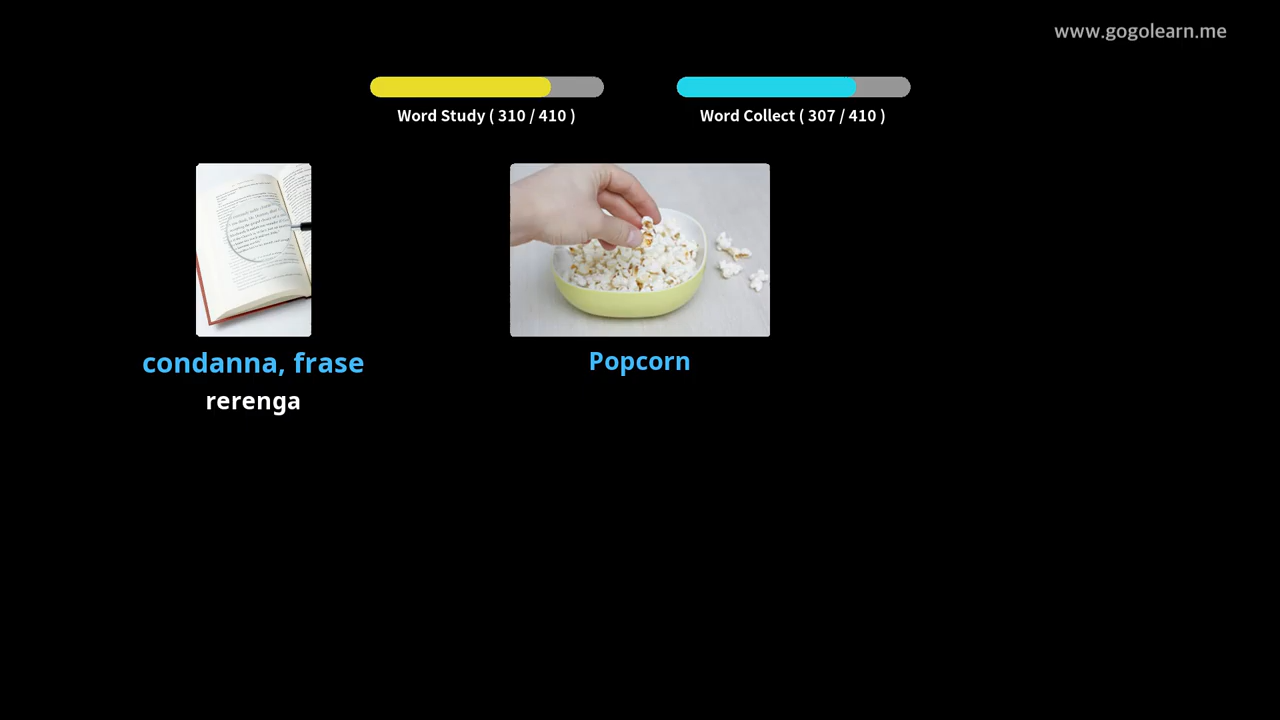 www.gogolearn.me
Word Study ( 310 / 410 )
Word Collect ( 307 / 410 )
condanna, frase
rerenga
Popcorn